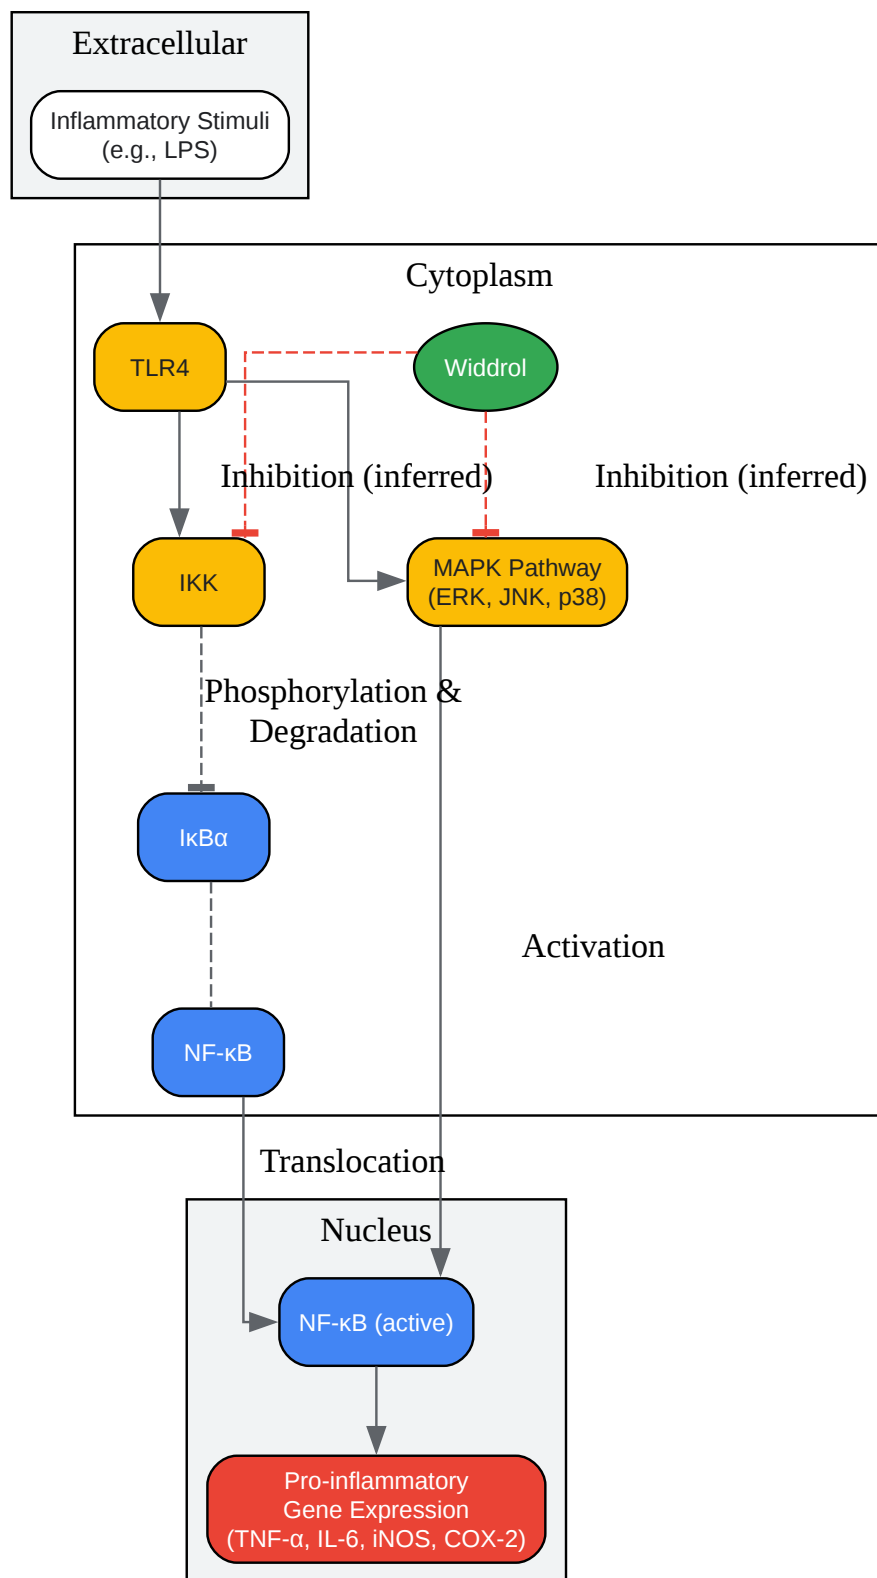 Extracellular
Inflammatory Stimuli
(e.g., LPS)
Cytoplasm
TLR4
Widdrol
Inhibition (inferred)
Inhibition (inferred)
IKK
MAPK Pathway
(ERK, JNK, p38)
Phosphorylation &
Degradation
IκBα
Activation
NF-κB
Translocation
Nucleus
NF-κB (active)
Pro-inflammatory
Gene Expression
(TNF-α, IL-6, iNOS, COX-2)